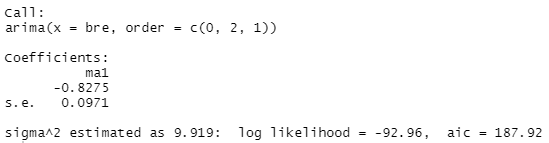 Call:
arima(x = bre, order = c(0, 2, 1))
Coefficients:
ma1
-0.8275
s.e. 0.0971
sigma^2 estimated as 9.919: log likelihood = -92.96, aic = 187.92